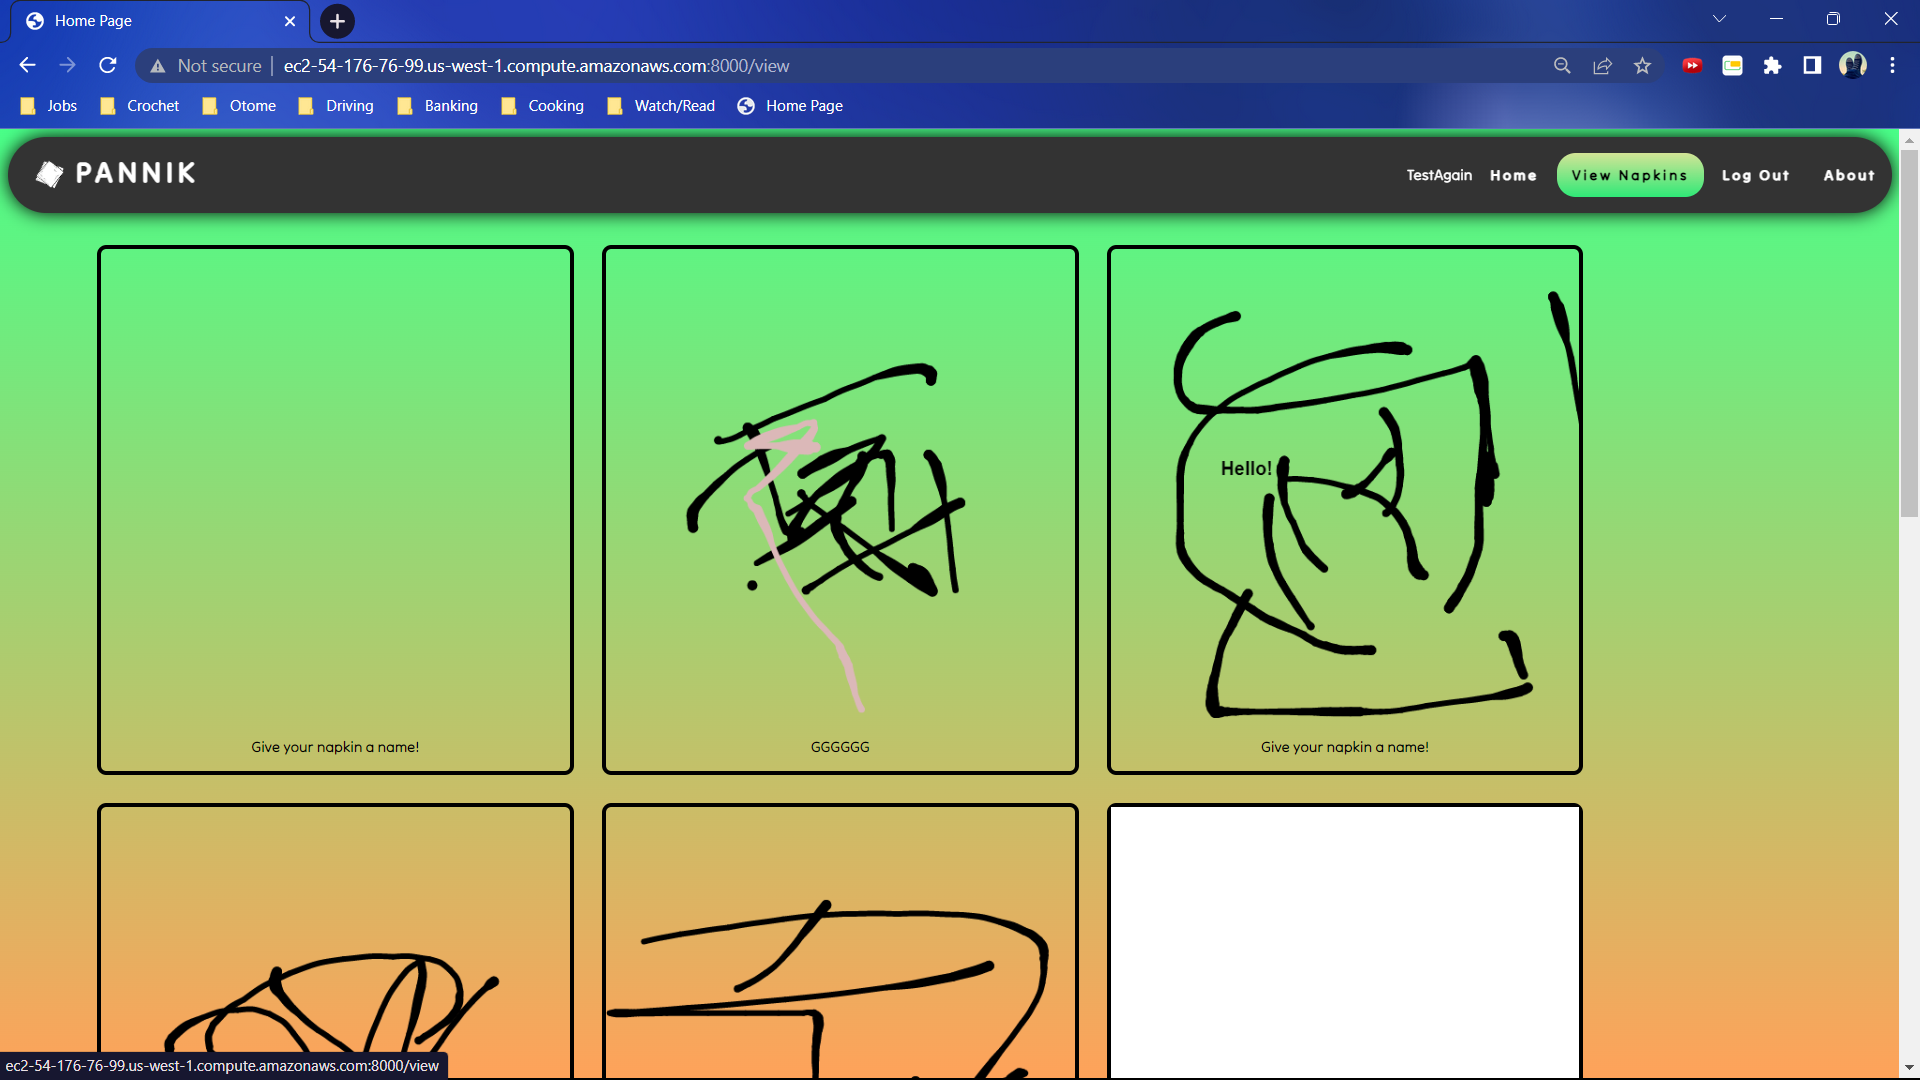 Home Page
Not secure
ec2-54-176-76-99.us-west-1.compute.amazonaws.com:8000/view
Jobs
Crochet
Otome
Driving
Banking
Cooking
Watch/Read
Home Page
PANNIK
TestAgain
Home
View Napkins
Log Out
About
Hello!
Give your napkin a name!
GGGGGG
Give your napkin a name!
ec2-54-176-76-99.us-west-1.compute.amazonaws.com:8000/view